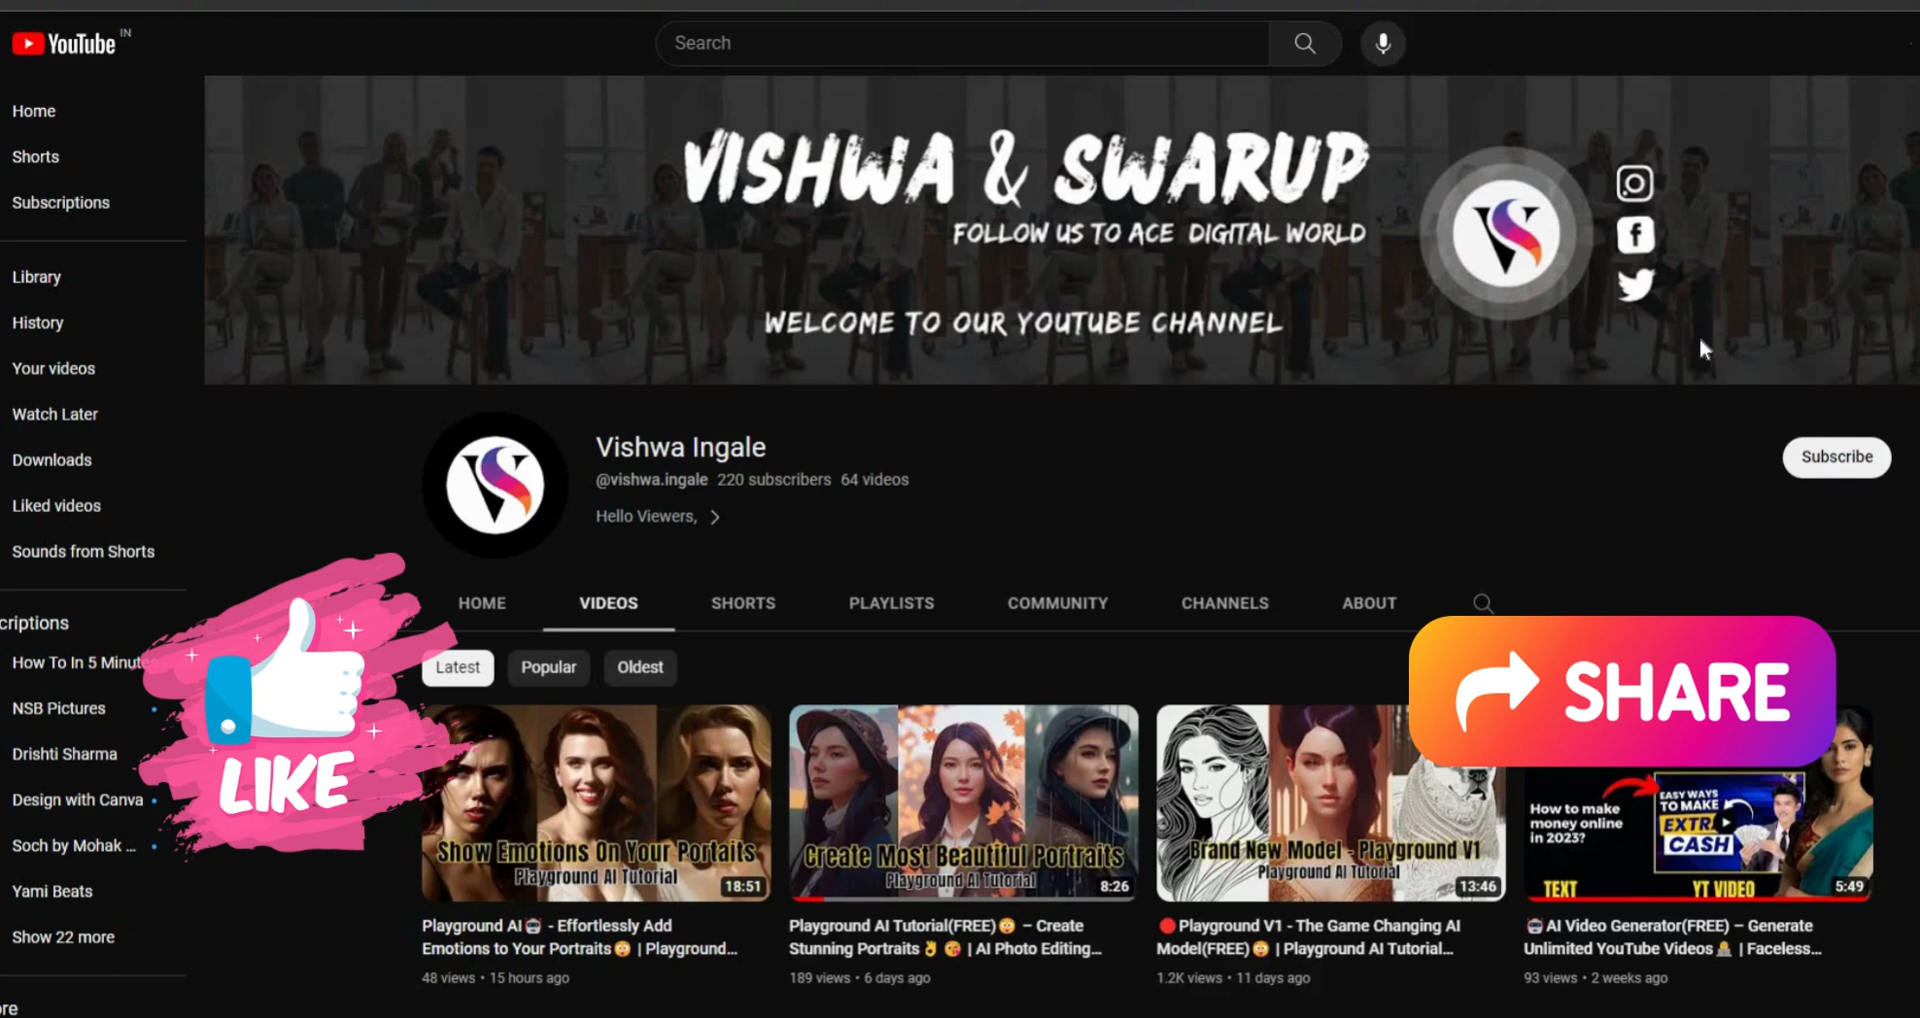 YouTube IN
Search
Home
Shorts
Subscriptions
Library
History
Your videos
Watch Later
Downloads
Liked videos
Sounds from Shorts
criptions
How To In 5 Minute
NSB Pictures
Drishti Sharma
Design with Canva
Soch by Mohak ...
Yami Beats
Show 22 more
re
VISHWA & SWARUP
FOLLOW US TO ACE DIGITAL WORLD
WELCOME TO OUR YOUTUBE CHANNEL
Vishwa Ingale
@vishwa.ingale 220 subscribers 64 videos
Hello Viewers,
Subscribe
HOME VIDEOS SHORTS PLAYLISTS COMMUNITY CHANNELS ABOUT
Latest Popular Oldest
LIKE
SHARE
Show Emotions On Your Portaits
Playground AI Tutorial
18:51
Playground AI🤖 - Effortlessly Add
Emotions to Your Portraits😳 | Playground...
48 views • 15 hours ago
Create Most Beautiful Portraits
Playground AI Tutorial
8:26
Playground AI Tutorial(FREE)😳 – Create
Stunning Portraits👌😘 | AI Photo Editing...
189 views • 6 days ago
Brand New Model - Playground V1
Playground AI Tutorial
13:46
🔴Playground V1 - The Game Changing AI
Model(FREE)😳 | Playground AI Tutorial...
1.2K views • 11 days ago
How to make
money online
in 2023?
EASY WAYS
TO MAKE
EXTRA
CASH
TEXT YT VIDEO
5:49
🤖AI Video Generator(FREE) – Generate
Unlimited YouTube Videos👨‍💻 | Faceless...
93 views • 2 weeks ago